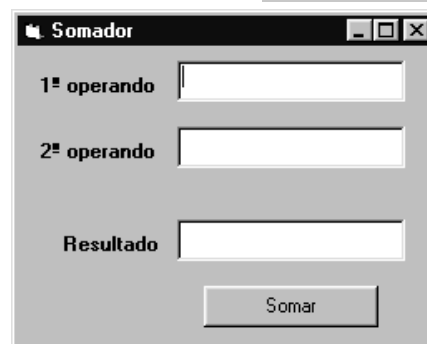 Somador
1º operando
2º operando
Resultado
Somar